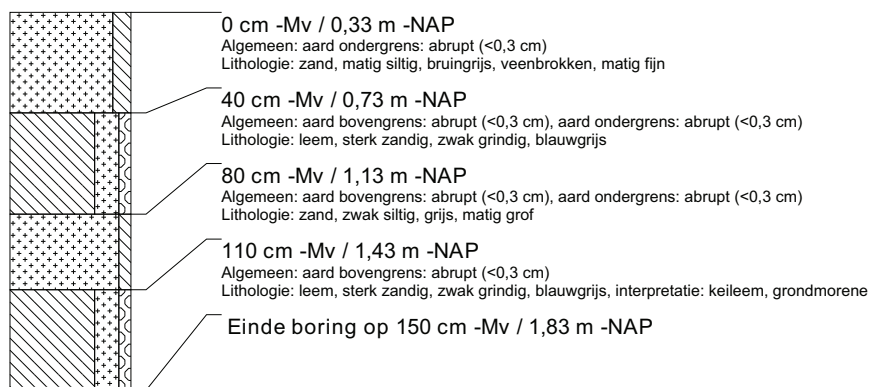 0 cm -Mv / 0,33 m -NAP
Algemeen: aard ondergrens: abrupt (<0,3 cm)
Lithologie: zand, matig siltig, bruingrijs, veenbrokken, matig fijn
40 cm -Mv / 0,73 m -NAP
Algemeen: aard bovengrens: abrupt (<0,3 cm), aard ondergrens: abrupt (<0,3 cm)
Lithologie: leem, sterk zandig, zwak grindig, blauwgrijs
80 cm -Mv / 1,13 m -NAP
Algemeen: aard bovengrens: abrupt (<0,3 cm), aard ondergrens: abrupt (<0,3 cm)
Lithologie: zand, zwak siltig, grijs, matig grof
110 cm -Mv / 1,43 m -NAP
Algemeen: aard bovengrens: abrupt (<0,3 cm)
Lithologie: leem, sterk zandig, zwak grindig, blauwgrijs, interpretatie: keileem, grondmorene
Einde boring op 150 cm -Mv / 1,83 m -NAP